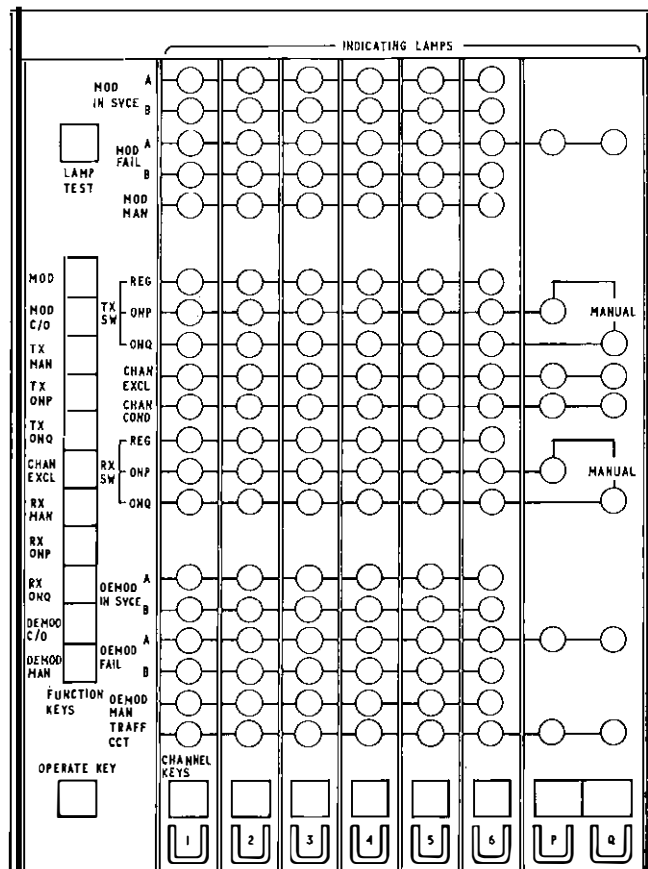 INDICATING LAMPS
MOD
IN SVCE
A
B
MOD
FAIL
A
B
MOD
MAN
LAMP
TEST
TX
SW
REG
ONP
ONQ
MANUAL
CHAN
EXCL
CHAN
COND
RX
SW
REG
ONP
ONQ
MANUAL
DEMOD
IN SVCE
A
B
DEMOD
FAIL
A
B
DEMOD
MAN
TRAFF
CCT
MOD
MOD
C/O
TX
MAN
TX
ONP
TX
ONQ
CHAN
EXCL
RX
MAN
RX
ONP
RX
ONQ
DEMOD
C/O
DEMOD
MAN
FUNCTION
KEYS
OPERATE KEY
CHANNEL
KEYS
1 2 3 4 5 6 P Q